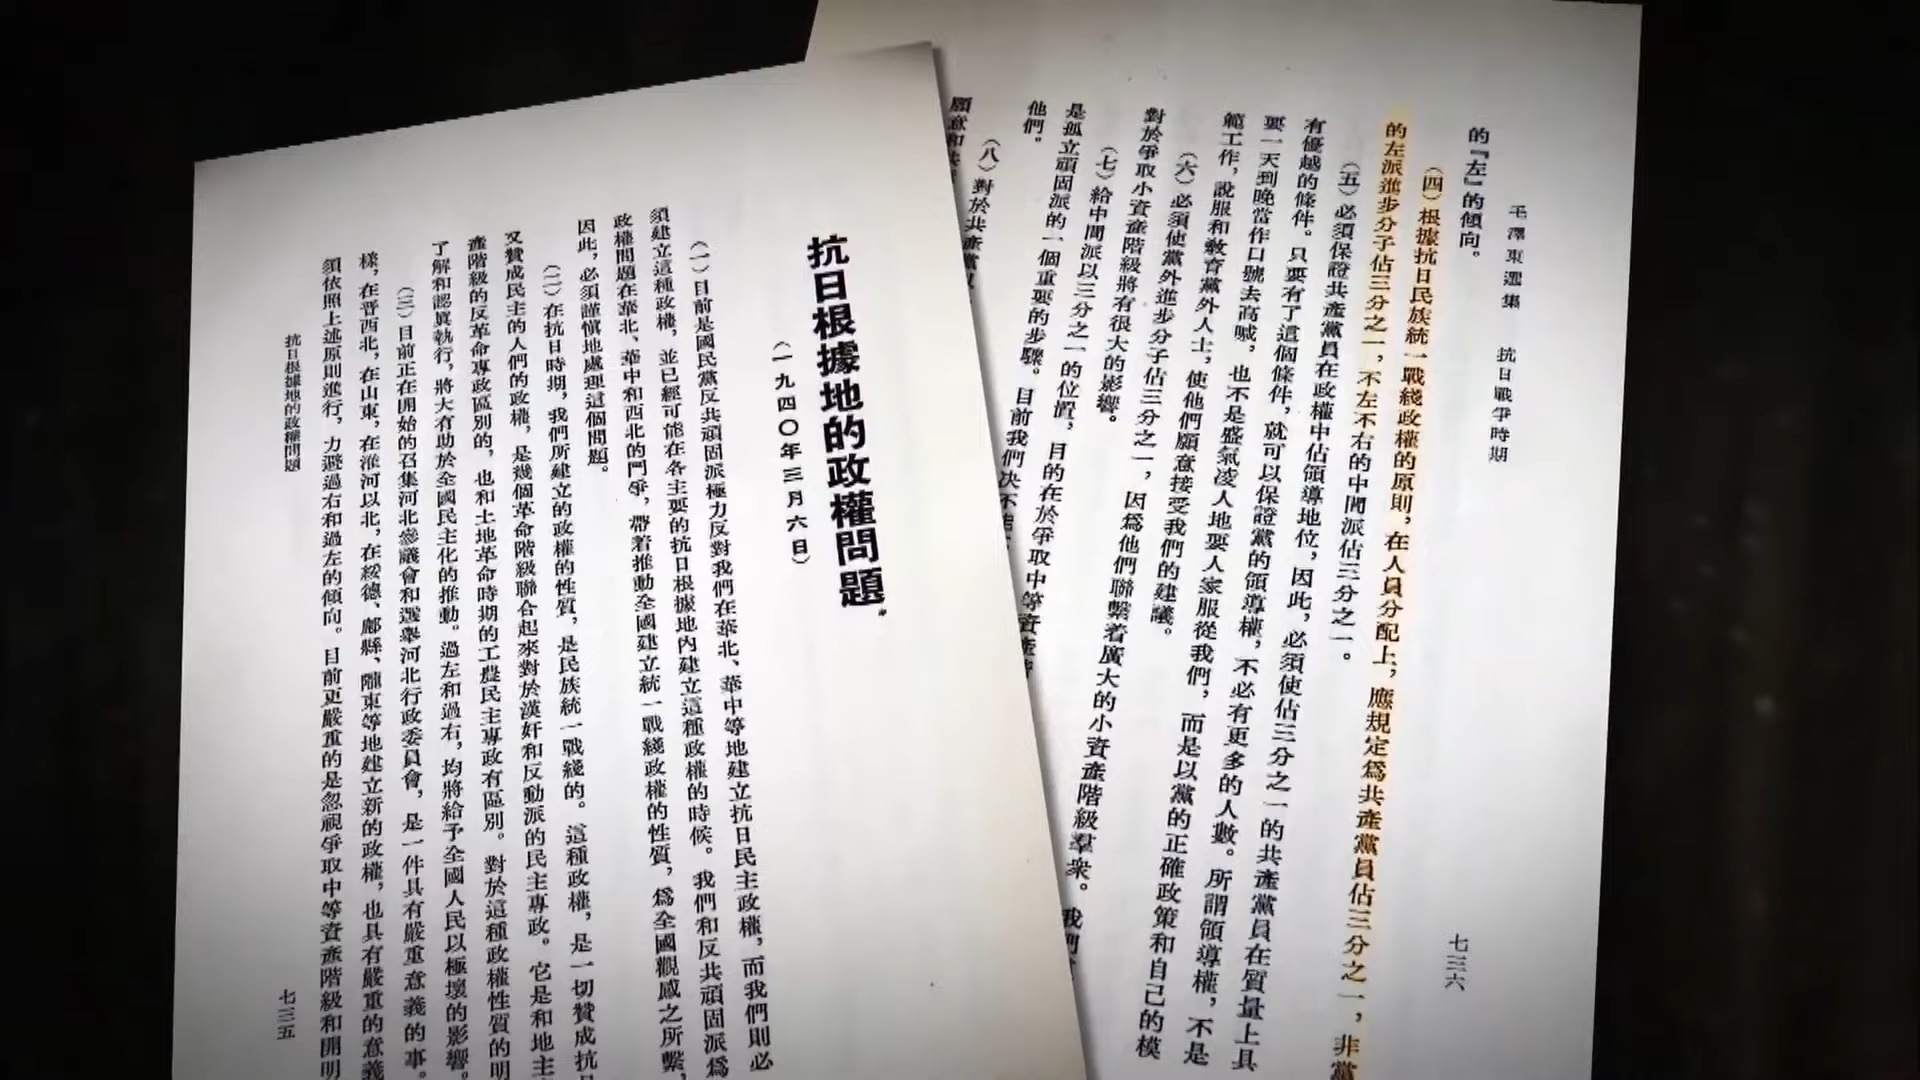 抗日根據地的政權問題
(一九四〇年三月六日)
(一)目前是國民黨反共頑固派極力反對我們在華北、華中等地建立抗日民主政權,而我們則必
須建立這種政權,並已經可能在各主要的抗日根據地內建立這種政權的時候。我們和反共頑固派爲
政權問題在華北、華中和西北的鬥爭,帶着推動全國建立統一戰綫政權的性質,爲全國觀感之所繫,
因此,必須謹慎地處理這個問題。
(二)在抗日時期,我們所建立的政權的性質,是民族統一戰綫的。這種政權,是一切贊成抗
又贊成民主的人們的政權,是幾個革命階級聯合起來對於漢奸和反動派的民主專政。它是和地主
產階級的反革命專政區別的,也和土地革命時期的工農民主專政有區別。對於這種政權性質的明
了解和認眞執行,將大有助於全國民主化的推動。過左和過右,均將給予全國人民以極壞的影響。
(三)目前正在開始的召集河北參議會和選舉河北行政委員會,是一件具有嚴重意義的事。
樣,在晋西北,在山東,在淮河以北,在綏德、鄜縣、隴東等地建立新的政權,也具有嚴重的意義
須依照上述原則進行,力避過右和過左的傾向。目前更嚴重的是忽視爭取中等資產階級和開明
抗日根據地的政權問題
七三五
毛澤東選集 抗日戰爭時期
七三六
的『左』的傾向。
(四)根據抗日民族統一戰綫政權的原則,在人員分配上,應規定爲共產黨員佔三分之一,非黨
的左派進步分子佔三分之一,不左不右的中間派佔三分之一。
(五)必須保證共產黨員在政權中佔領導地位,因此,必須使佔三分之一的共產黨員在質量上具
有優越的條件。只要有了這個條件,就可以保證黨的領導權,不必有更多的人數。所謂領導權,不是
要一天到晚當作口號去高喊,也不是盛氣凌人地要人家服從我們,而是以黨的正確政策和自己的模
範工作,說服和敎育黨外人士,使他們願意接受我們的建議。
(六)必須使黨外進步分子佔三分之一,因爲他們聯繫着廣大的小資產階級羣衆。我們
對於爭取小資產階級將有很大的影響。
(七)給中間派以三分之一的位置,目的在於爭取中等資產
是孤立頑固派的一個重要的步驟。目前我們決不
他們。
(八)對於共產黨
願意和